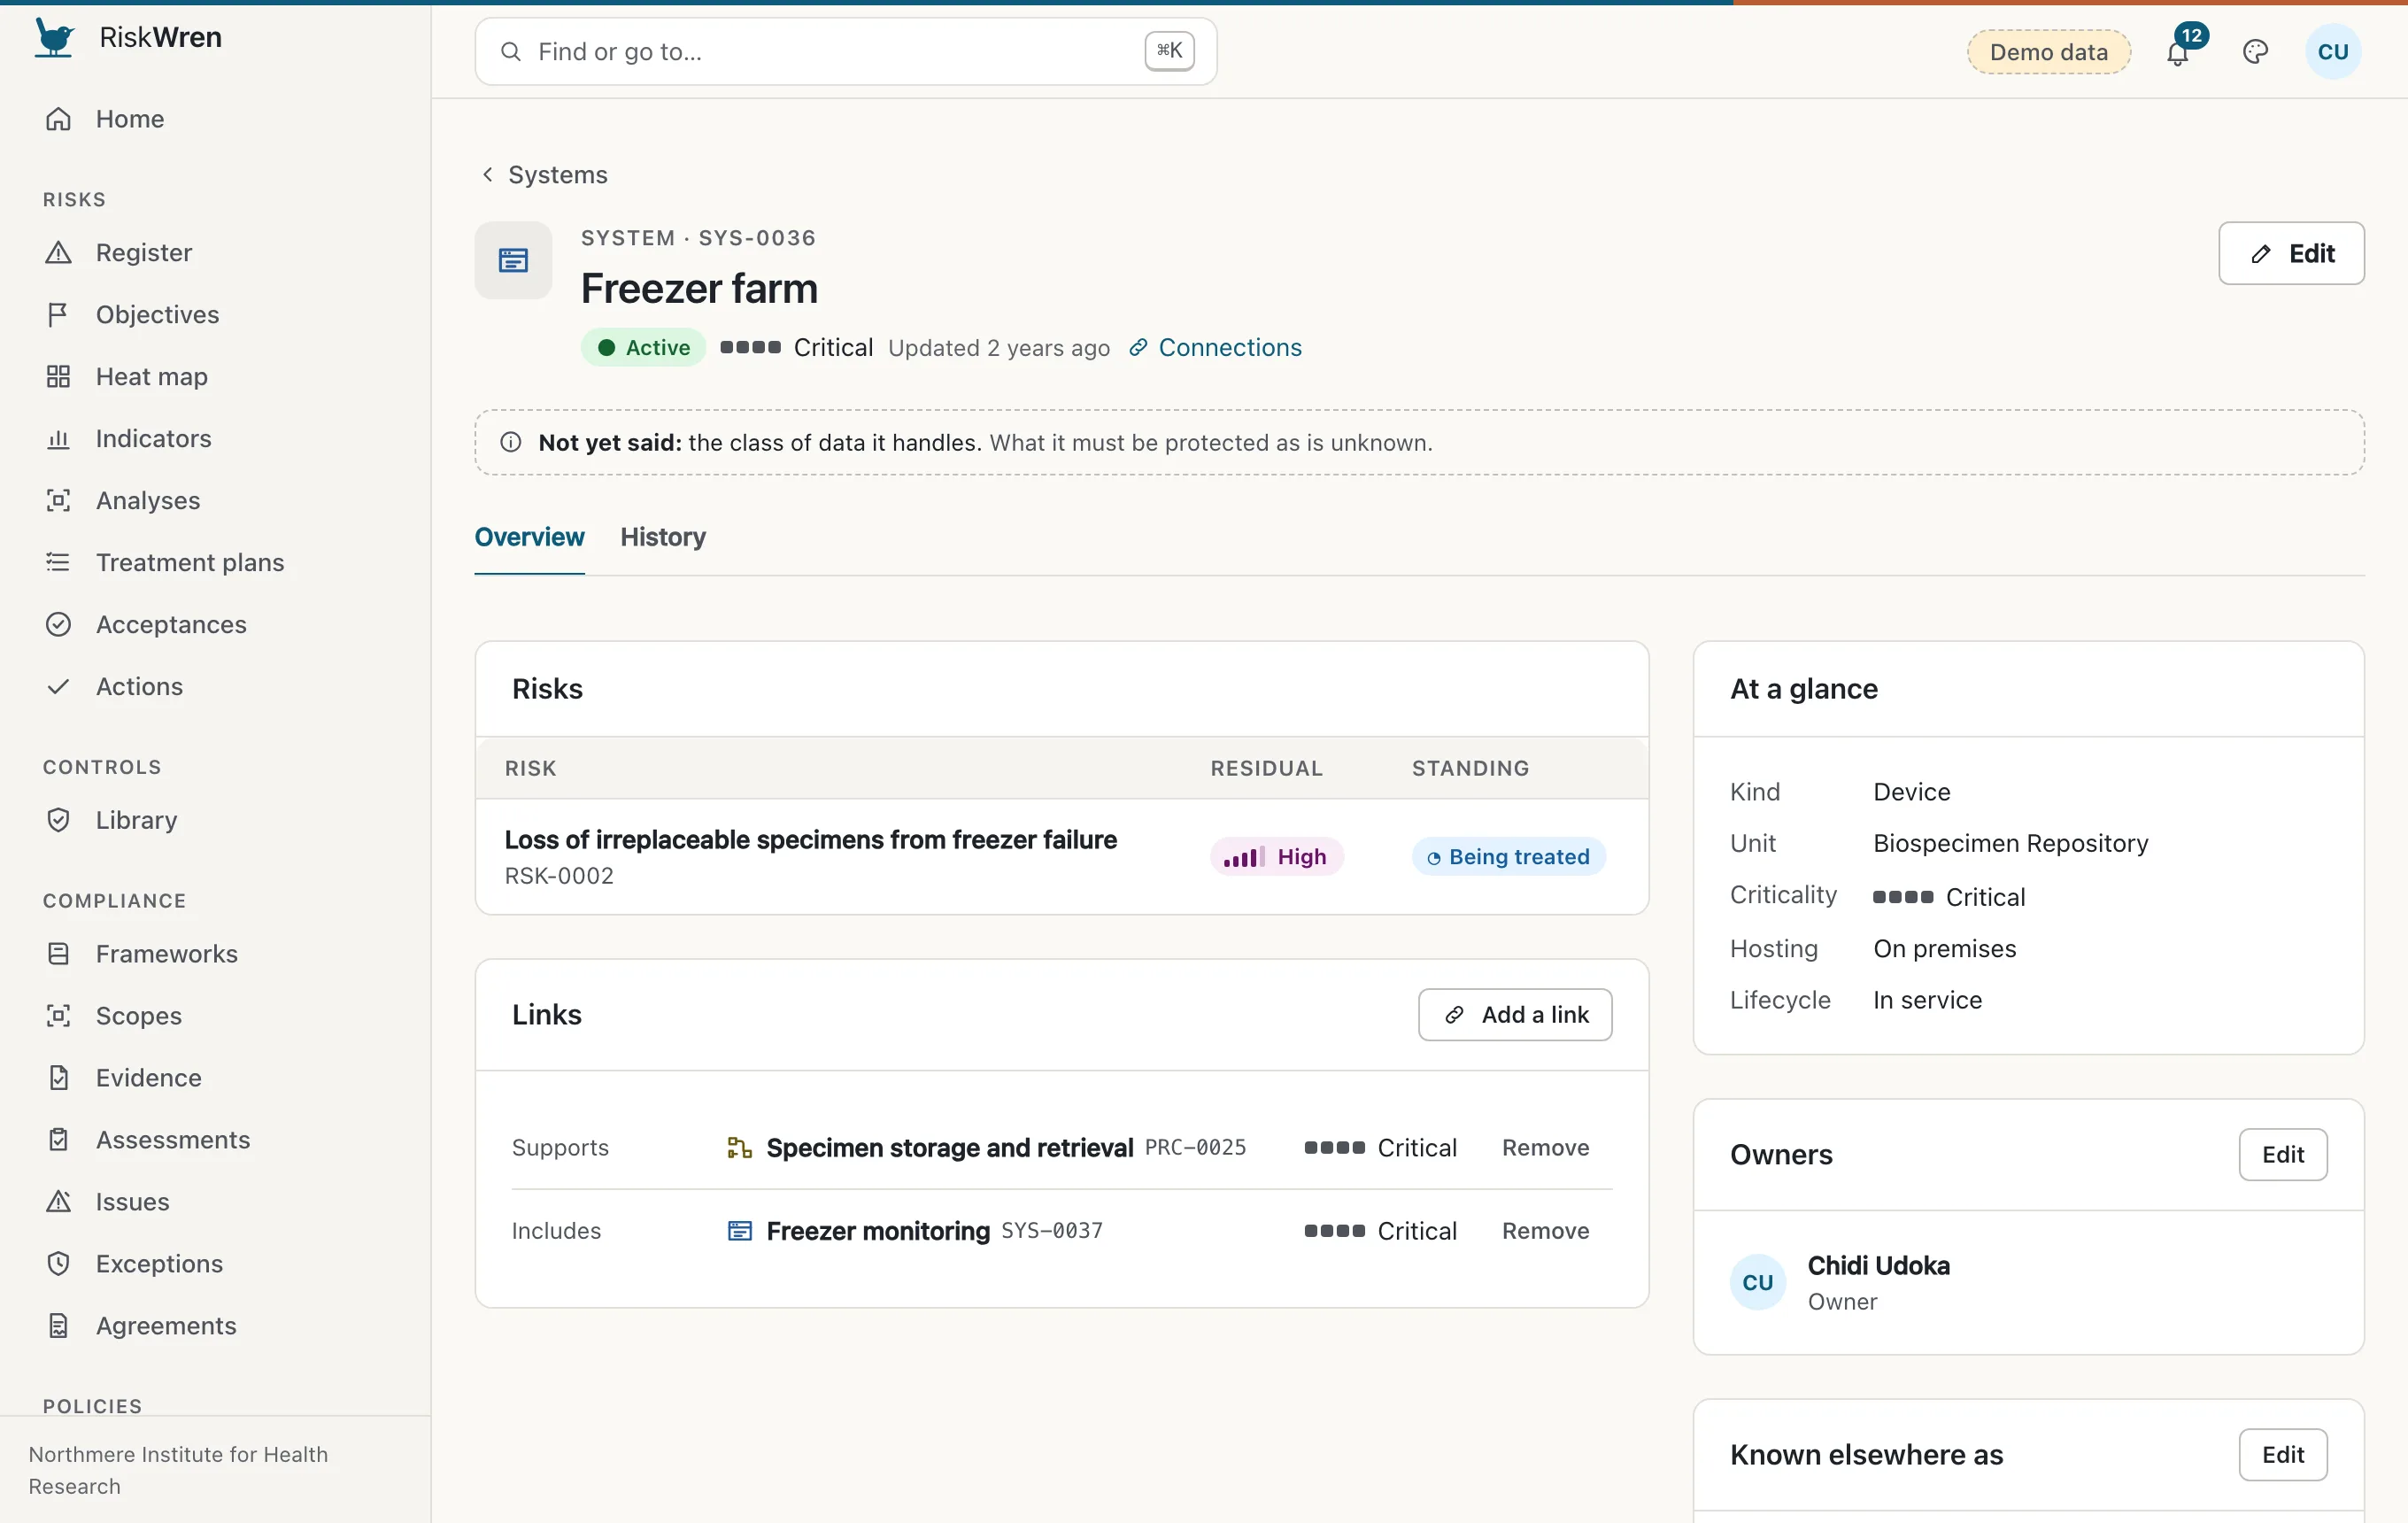 RiskWren
Find or go to...
⌘K
Demo data
12
CU
Home
RISKS
Register
Objectives
Heat map
Indicators
Analyses
Treatment plans
Acceptances
Actions
CONTROLS
Library
COMPLIANCE
Frameworks
Scopes
Evidence
Assessments
Issues
Exceptions
Agreements
POLICIES
Northmere Institute for Health
Research
Systems
SYSTEM · SYS-0036
Freezer farm
Edit
Active Critical Updated 2 years ago Connections
Not yet said: the class of data it handles. What it must be protected as is unknown.
Overview History
Risks
RISK RESIDUAL STANDING
Loss of irreplaceable specimens from freezer failure
RSK-0002
High
Being treated
Links
Add a link
Supports Specimen storage and retrieval PRC-0025 Critical Remove
Includes Freezer monitoring SYS-0037 Critical Remove
At a glance
Kind Device
Unit Biospecimen Repository
Criticality Critical
Hosting On premises
Lifecycle In service
Owners
Edit
CU
Chidi Udoka
Owner
Known elsewhere as
Edit